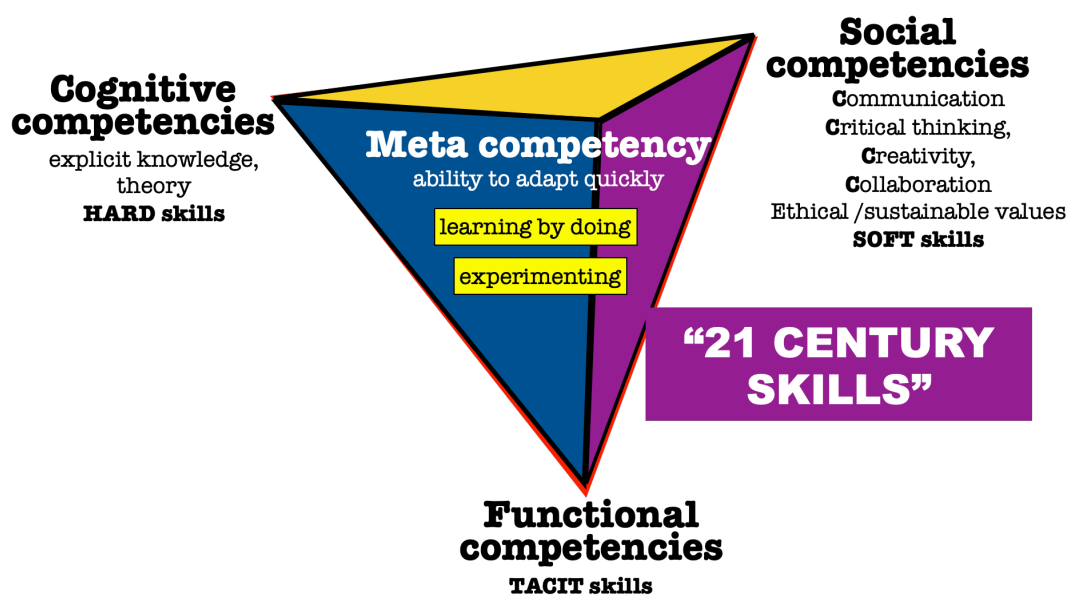 Cognitive
competencies
explicit knowledge,
theory
HARD skills
Social
competencies
Communication
Critical thinking,
Creativity,
Collaboration
Ethical /sustainable values
SOFT skills
Meta competency
ability to adapt quickly
learning by doing
experimenting
“21 CENTURY
SKILLS”
Functional
competencies
TACIT skills